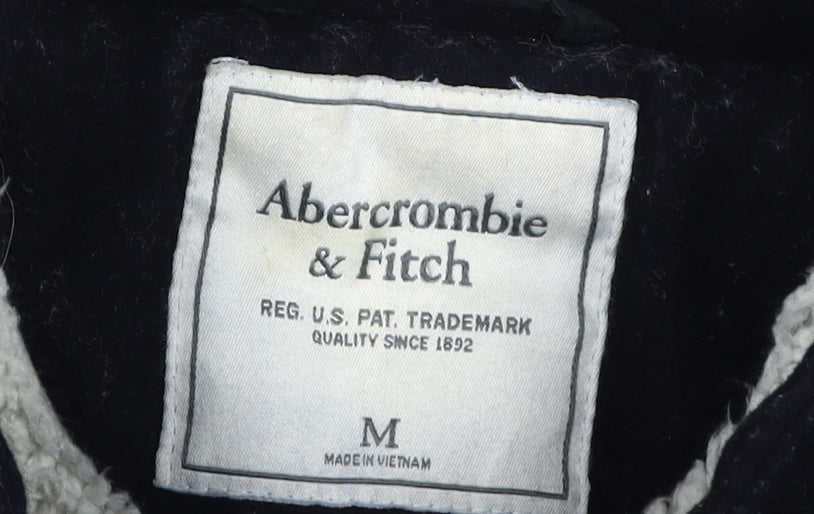 Abercrombie
& Fitch
REG. U.S. PAT. TRADEMARK
QUALITY SINCE 1892
M
MADE IN VIETNAM